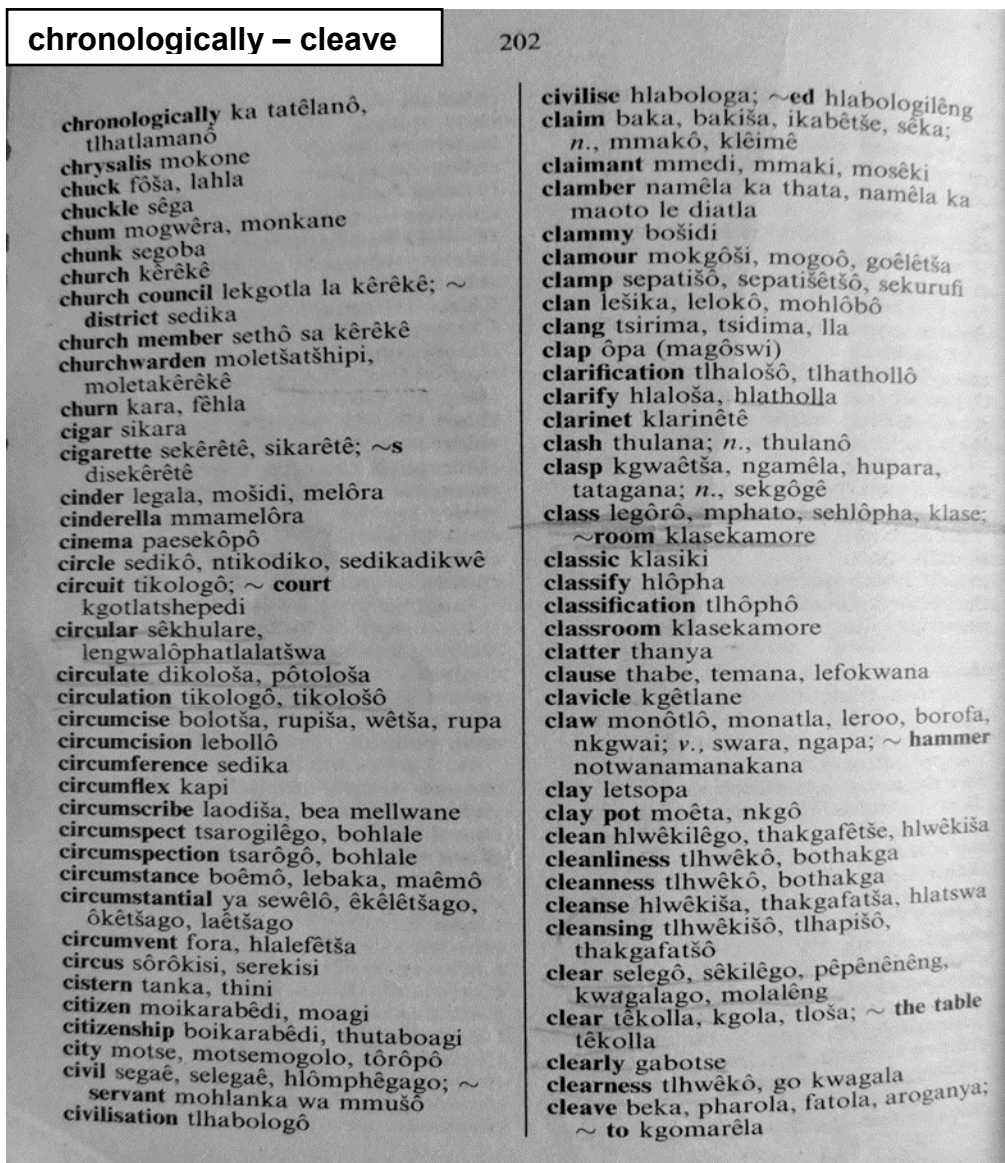 chronologically – cleave
202
chronologically ka tatêlanô,
tlhatlamanô
chrysalis mokone
chuck fôša, lahla
chuckle sêga
chum mogwêra, monkane
chunk segoba
church kêrêkê
church council lekgotla la kêrêkê; ~
district sedika
church member sethô sa kêrêkê
churchwarden moletšatšhipi,
moletakêrêkê
churn kara, fêhla
cigar sikara
cigarette sekêrêtê, sikarêtê; ~s
disekêrêtê
cinder legala, mošidi, melôra
cinderella mmamelôra
cinema paesekôpô
circle sedikô, ntikodiko, sedikadikwê
circuit tikologô; ~ court
kgotlatshepedi
circular sêkhulare,
lengwalôphatlalatšwa
circulate dikološa, pôtološa
circulation tikologô, tikološô
circumcise bolotša, rupiša, wêtša, rupa
circumcision lebollô
circumference sedika
circumflex kapi
circumscribe laodiša, bea mellwane
circumspect tsarogilêgo, bohlale
circumspection tsarôgô, bohlale
circumstance boêmô, lebaka, maêmô
circumstantial ya sewêlô, êkêlêtšago,
ôkêtšago, laêtšago
circumvent fora, hlalefêtša
circus sôrôkisi, serekisi
cistern tanka, thini
citizen moikarabêdi, moagi
citizenship boikarabêdi, thutaboagi
city motse, motsemogolo, tôrôpô
civil segaê, selegaê, hlômphêgago; ~
servant mohlanka wa mmušô
civilisation tlhabologô
civilise hlabologa; ~ed hlabologilêng
claim baka, bakiša, ikabêtše, sêka;
n., mmakô, klêimê
claimant mmedi, mmaki, mosêki
clamber namêla ka thata, namêla ka
maoto le diatla
clammy bošidi
clamour mokgôši, mogoô, goêlêtša
clamp sepatišô, sepatišêtšô, sekurufi
clan lešika, lelokô, mohlôbô
clang tsirima, tsidima, lla
clap ôpa (magôswi)
clarification tlhalošô, tlhathollô
clarify hlaloša, hlatholla
clarinet klarinêtê
clash thulana; n., thulanô
clasp kgwaêtša, ngamêla, hupara,
tatagana; n., sekgôgê
class legôrô, mphato, sehlôpha, klase;
~room klasekamore
classic klasiki
classify hlôpha
classification tlhôphô
classroom klasekamore
clatter thanya
clause thabe, temana, lefokwana
clavicle kgêtlane
claw monôtlô, monatla, leroo, borofa,
nkgwai; v., swara, ngapa; ~ hammer
notwanamanakana
clay letsopa
clay pot moêta, nkgô
clean hlwêkilêgo, thakgafêtše, hlwêkiša
cleanliness tlhwêkô, bothakga
cleanness tlhwêkô, bothakga
cleanse hlwêkiša, thakgafatša, hlatswa
cleansing tlhwêkišô, tlhapišô,
thakgafatšô
clear selegô, sêkilêgo, pêpênênêng,
kwagalago, molalêng
clear têkolla, kgola, tloša; ~ the table
têkolla
clearly gabotse
clearness tlhwêkô, go kwagala
cleave beka, pharola, fatola, aroganya;
~ to kgomarêla